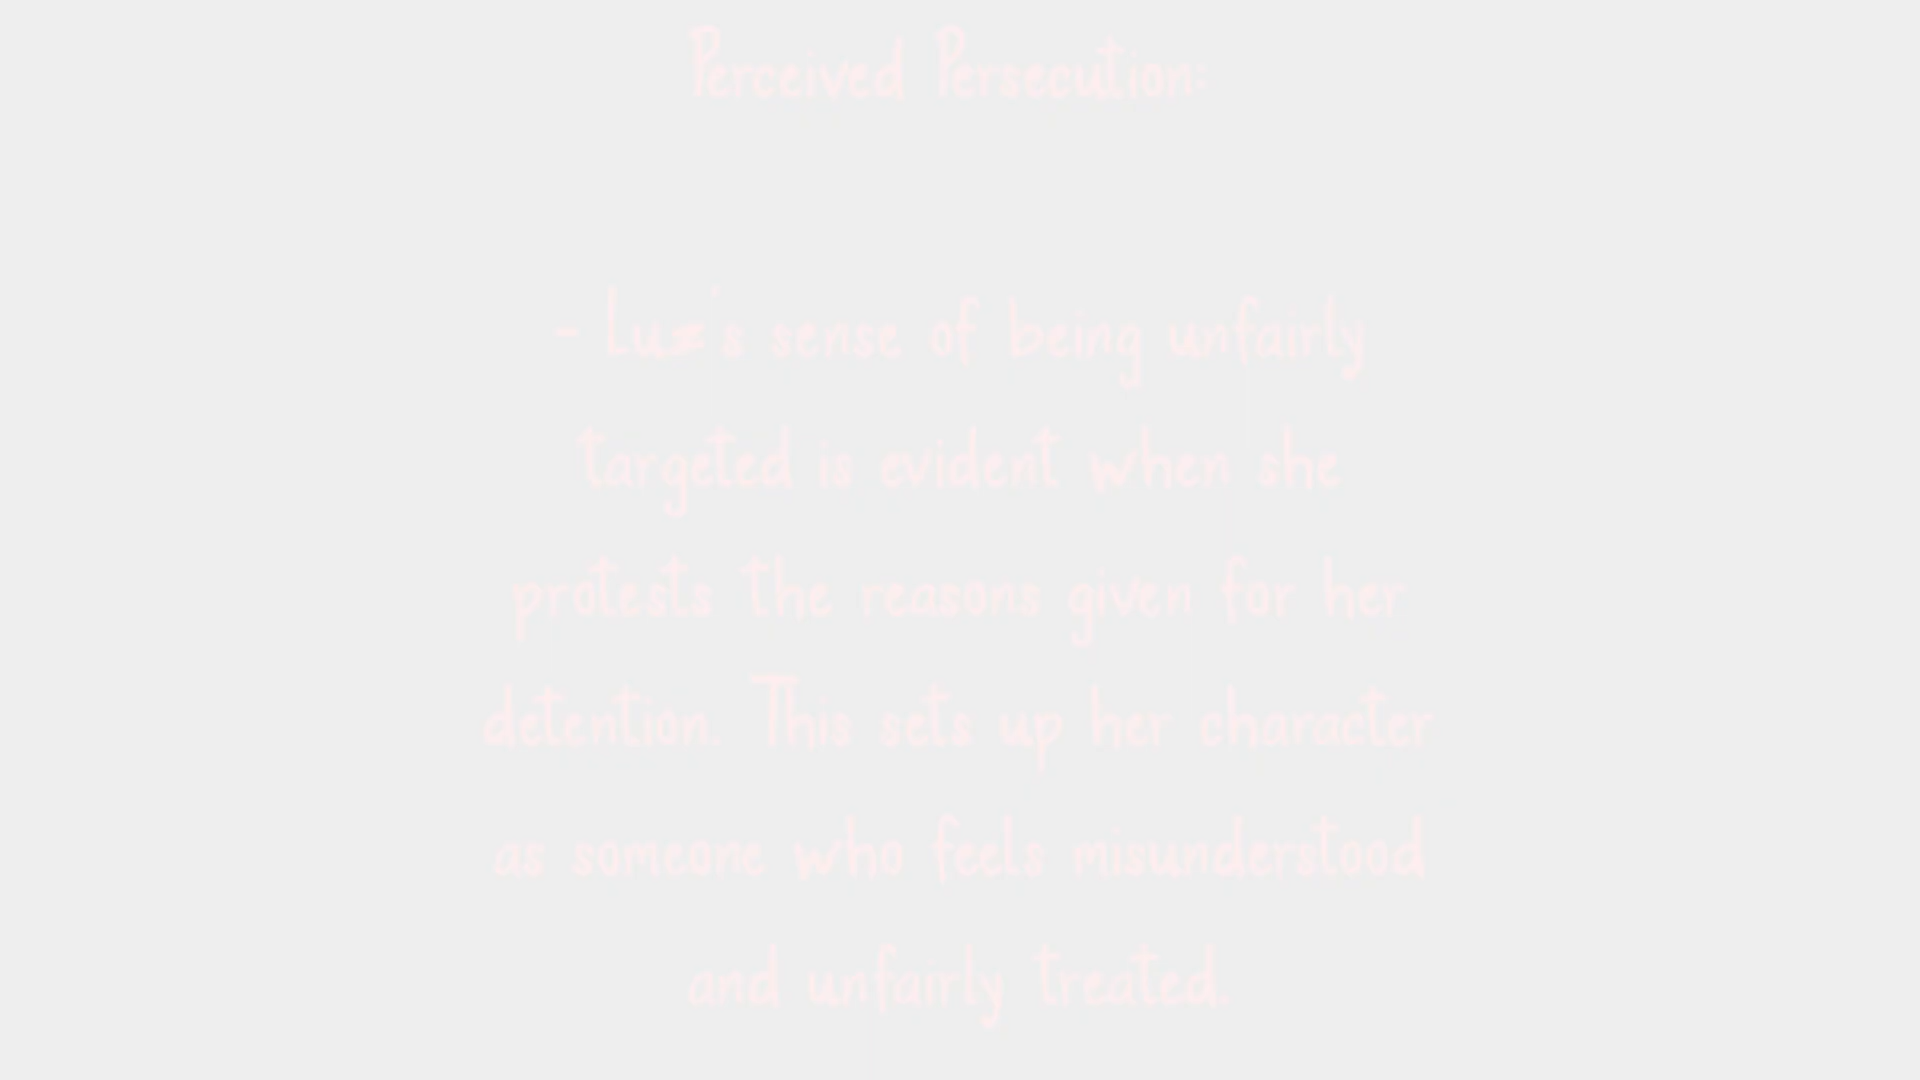 Perceived Persecution:
- Luz's sense of being unfairly
targeted is evident when she
protests the reasons given for her
detention. This sets up her character
as someone who feels misunderstood
and unfairly treated.